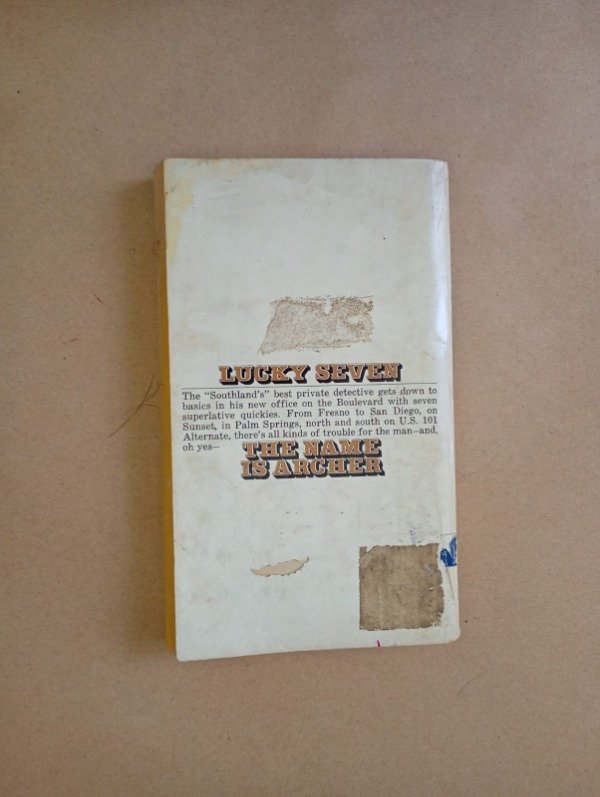 LUCKY SEVEN
The "Southland's" best private detective gets down to
basics in his new office on the Boulevard with seven
superlative quickies. From Fresno to San Diego, on
Sunset, in Palm Springs, north and south on U.S. 101
Alternate, there's all kinds of trouble for the man—and,
oh yes—
THE NAME
IS ARCHER